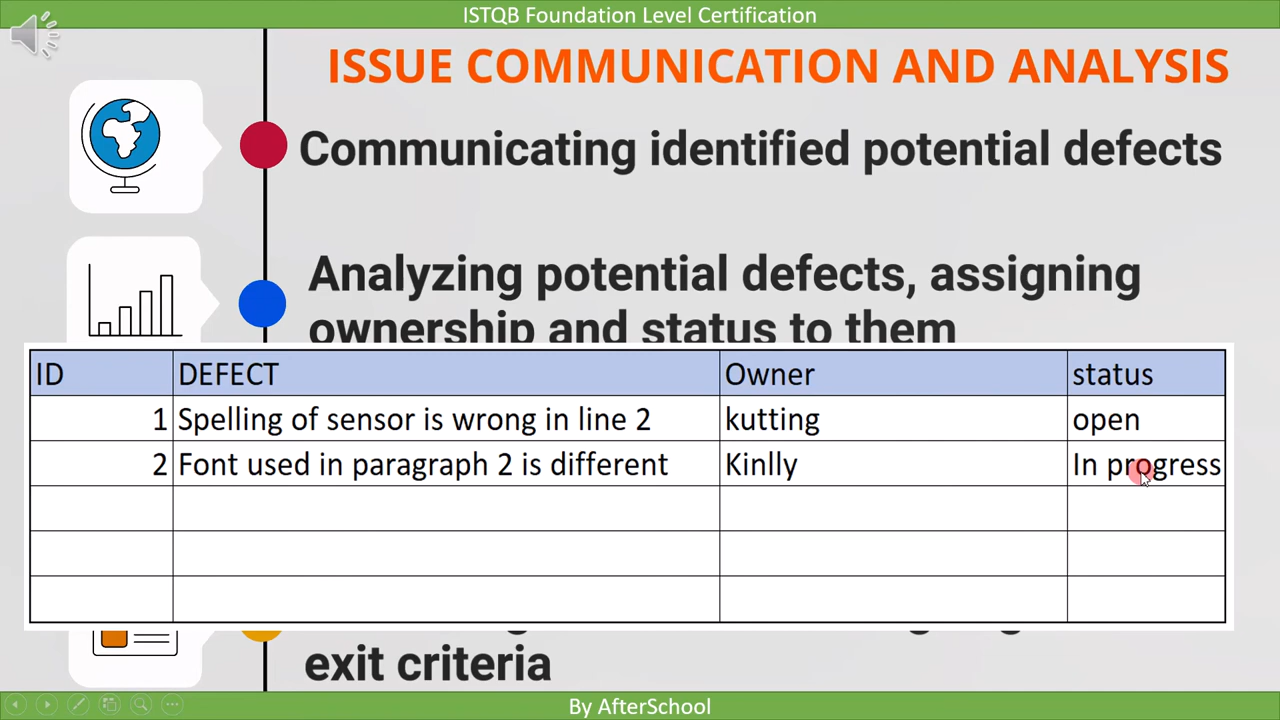 ISTQB Foundation Level Certification
ISSUE COMMUNICATION AND ANALYSIS
Communicating identified potential defects
Analyzing potential defects, assigning
ownership and status to them
ID DEFECT Owner status
1 Spelling of sensor is wrong in line 2 kutting open
2 Font used in paragraph 2 is different Kinlly In progress
exit criteria
By AfterSchool